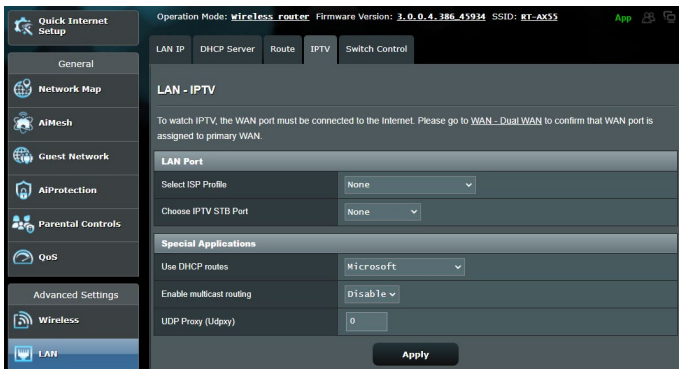 Quick Internet
Setup
Operation Mode: Wireless router Firmware Version: 3.0.0.4.386_45934 SSID: RT-AX55
App
General
Network Map
AiMesh
Guest Network
AiProtection
Parental Controls
QoS
Advanced Settings
Wireless
LAN
LAN IP DHCP Server Route IPTV Switch Control
LAN - IPTV
To watch IPTV, the WAN port must be connected to the Internet. Please go to WAN - Dual WAN to confirm that WAN port is
assigned to primary WAN.
LAN Port
Select ISP Profile None
Choose IPTV STB Port None
Special Applications
Use DHCP routes Microsoft
Enable multicast routing Disable
UDP Proxy (Udpxy) 0
Apply